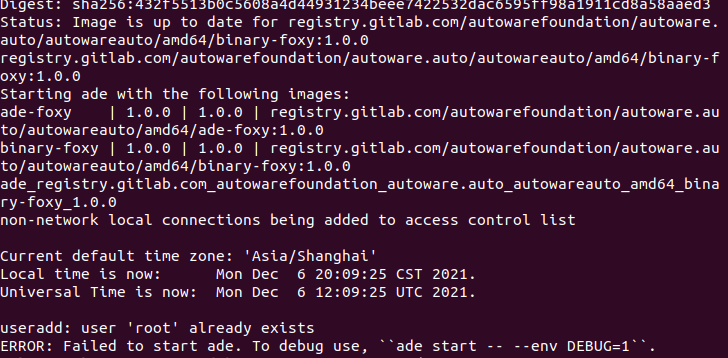 Digest: sha256:432f5513b0c5608a4d44931234beee7422532dac6595ff98a1911cd8a58aaed3
Status: Image is up to date for registry.gitlab.com/autowarefoundation/autoware.
auto/autowareauto/amd64/binary-foxy:1.0.0
registry.gitlab.com/autowarefoundation/autoware.auto/autowareauto/amd64/binary-f
oxy:1.0.0
Starting ade with the following images:
ade-foxy    | 1.0.0 | 1.0.0 | registry.gitlab.com/autowarefoundation/autoware.au
to/autowareauto/amd64/ade-foxy:1.0.0
binary-foxy | 1.0.0 | 1.0.0 | registry.gitlab.com/autowarefoundation/autoware.au
to/autowareauto/amd64/binary-foxy:1.0.0
ade_registry.gitlab.com_autowarefoundation_autoware.auto_autowareauto_amd64_bina
ry-foxy_1.0.0
non-network local connections being added to access control list

Current default time zone: 'Asia/Shanghai'
Local time is now:      Mon Dec  6 20:09:25 CST 2021.
Universal Time is now:  Mon Dec  6 12:09:25 UTC 2021.

useradd: user 'root' already exists
ERROR: Failed to start ade. To debug use, ``ade start -- --env DEBUG=1``.